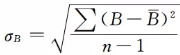 σ_B = √(∑(B − B̄)² / (n − 1))